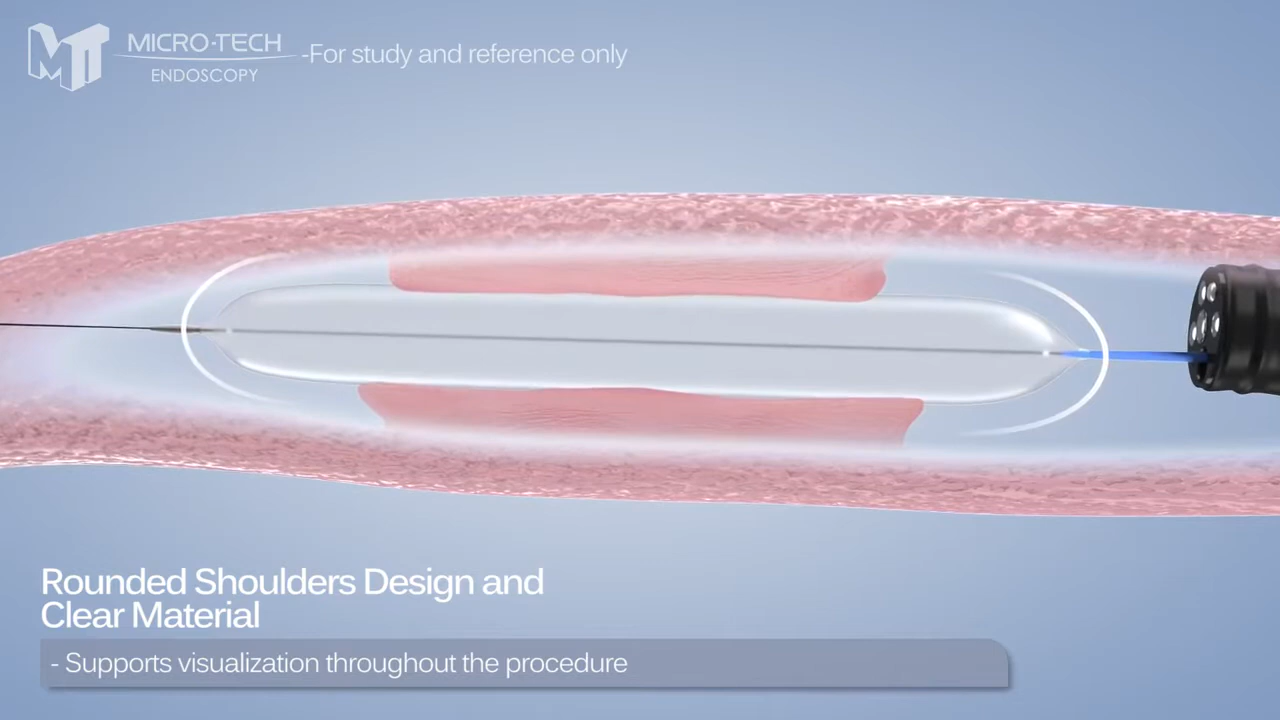 MICRO-TECH
ENDOSCOPY
-For study and reference only
Rounded Shoulders Design and
Clear Material
- Supports visualization throughout the procedure